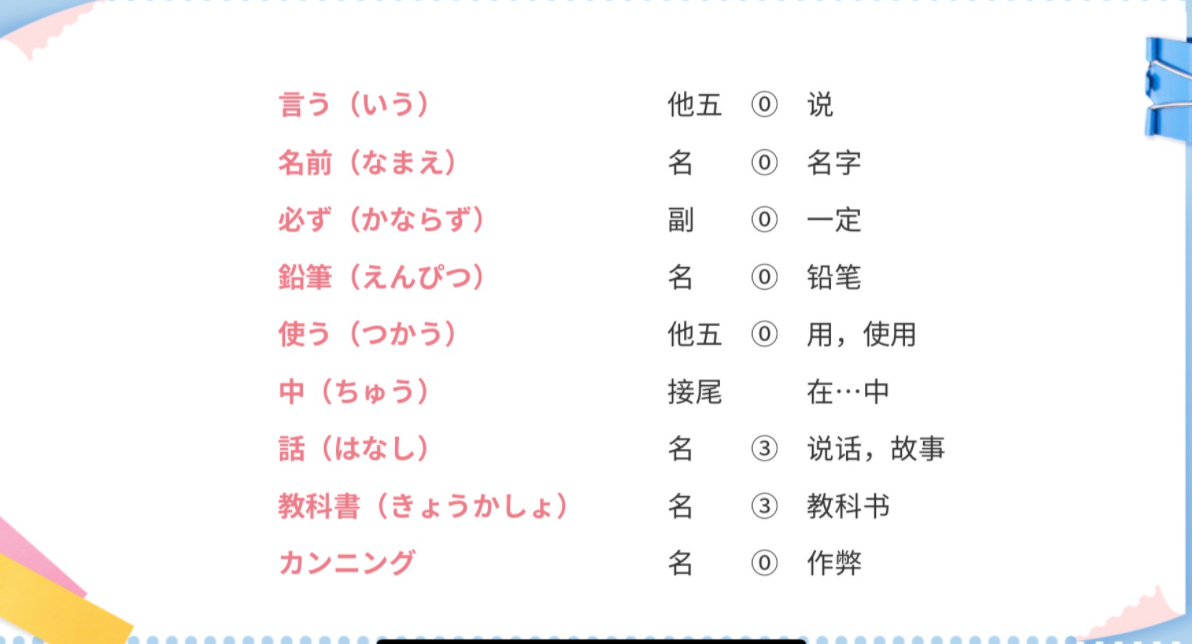 言う（いう） 他五 ⓪ 说
名前（なまえ） 名 ⓪ 名字
必ず（かならず） 副 ⓪ 一定
鉛筆（えんぴつ） 名 ⓪ 铅笔
使う（つかう） 他五 ⓪ 用，使用
中（ちゅう） 接尾 在…中
話（はなし） 名 ③ 说话，故事
教科書（きょうかしょ） 名 ③ 教科书
カンニング 名 ⓪ 作弊